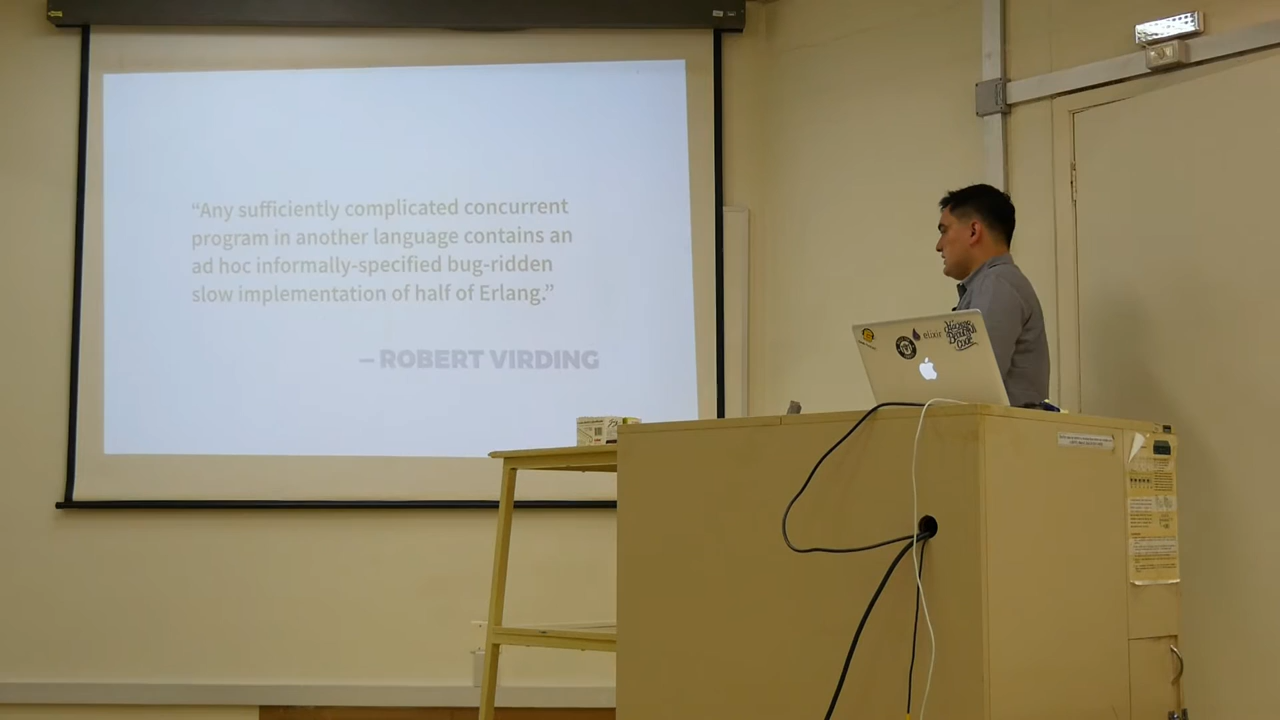 “Any sufficiently complicated concurrent
program in another language contains an
ad hoc informally-specified bug-ridden
slow implementation of half of Erlang.”
– ROBERT VIRDING
elixir